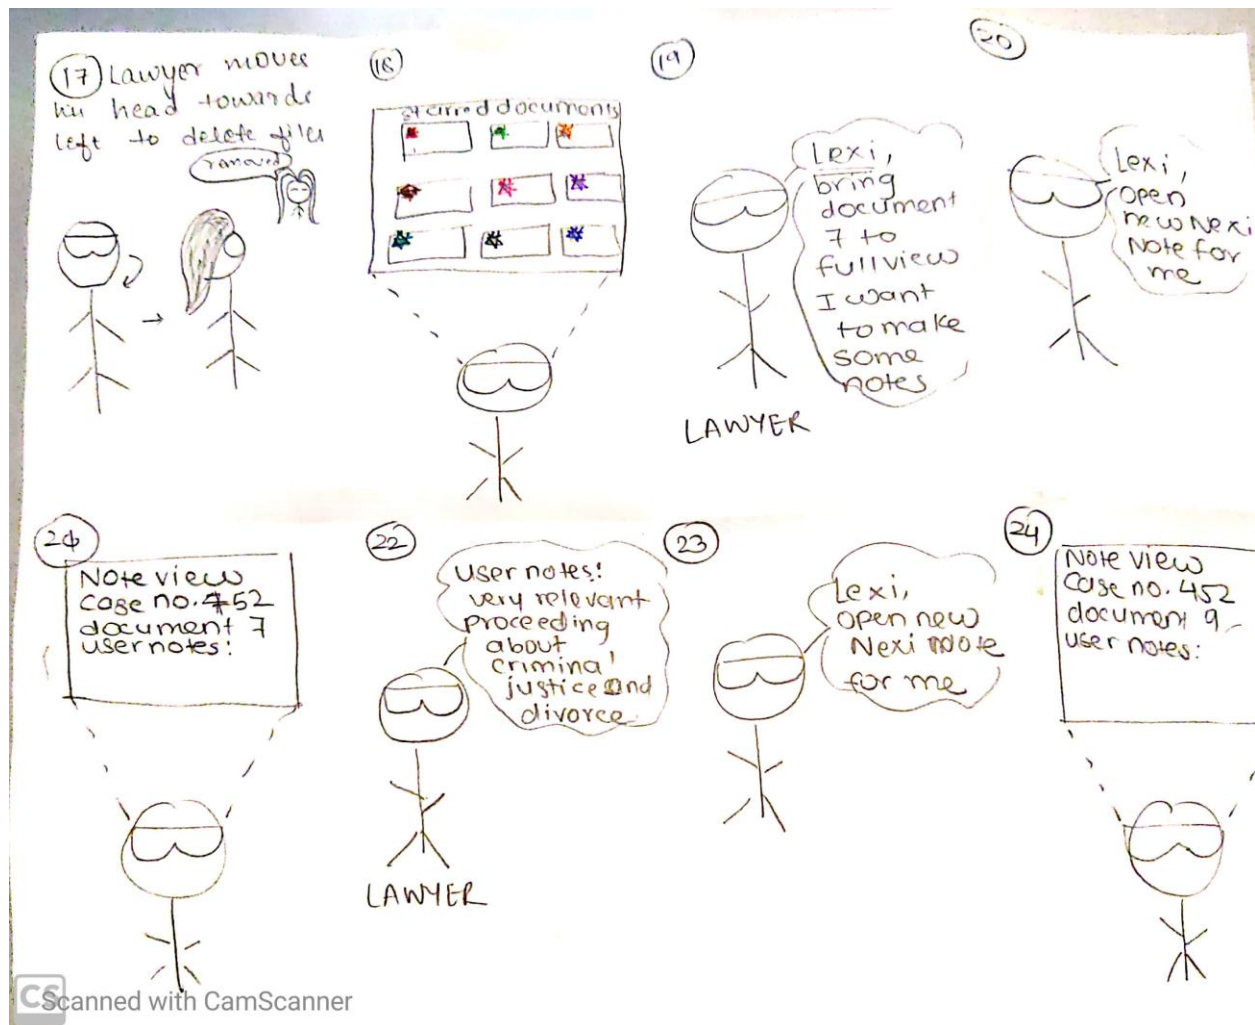 17 Lawyer moves
his head towards
left to delete files
removed
18
starred documents
19
Lexi,
bring
document
7 to
fullview
I want
to make
some
notes
LAWYER
20
Lexi,
open
new Nexi
Note for
me
Note view
case no. 452
document 7
user notes:
22
user notes:
very relevant
proceeding
about
criminal
justice and
divorce
LAWYER
23
Lexi,
open new
Nexi Note
for me
24
Note view
case no. 452
document 9
user notes:
CS
Scanned with CamScanner